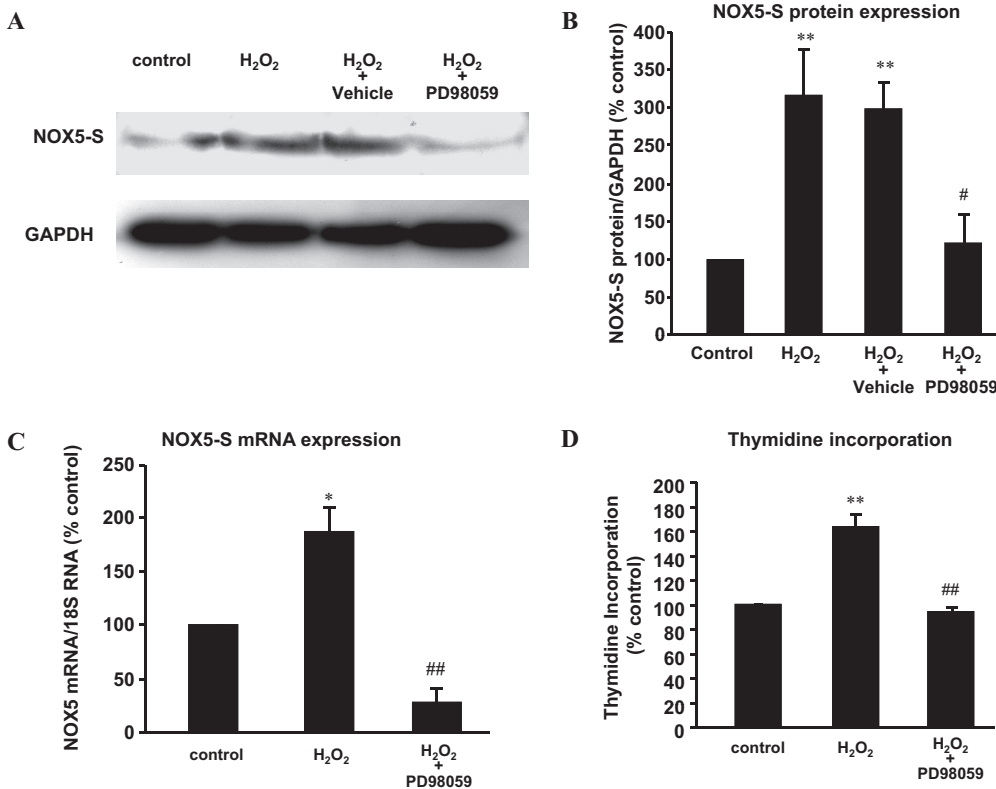 A
control
H2O2
H2O2
+
Vehicle
H2O2
+
PD98059
NOX5-S
GAPDH
B
NOX5-S protein expression
NOX5-S protein/GAPDH (% control)
400
350
300
250
200
150
100
50
0
**
**
#
Control
H2O2
H2O2
+
Vehicle
H2O2
+
PD98059
C
NOX5-S mRNA expression
NOX5 mRNA/18S RNA (% control)
250
200
150
100
50
0
*
##
control
H2O2
H2O2
+
PD98059
D
Thymidine incorporation
Thymidine Incorporation
(% control)
200
180
160
140
120
100
80
60
40
20
0
**
##
control
H2O2
H2O2
+
PD98059